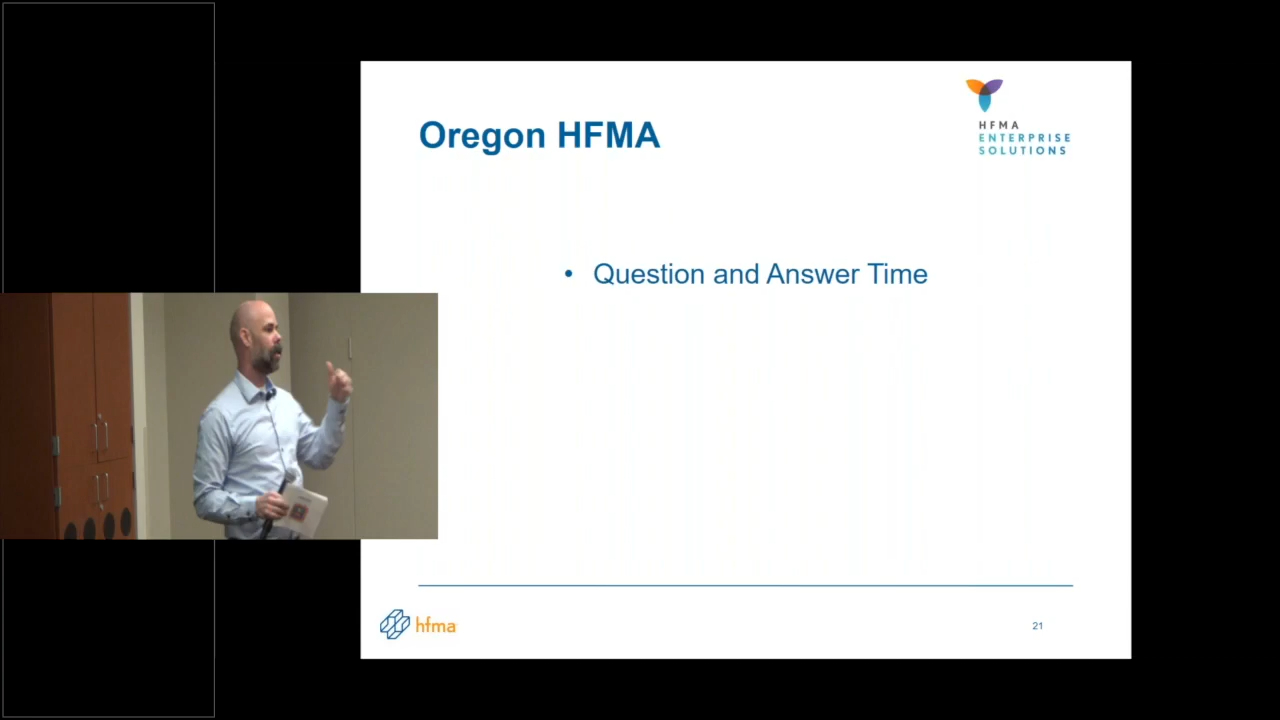 Oregon HFMA
HFMA
ENTERPRISE
SOLUTIONS
• Question and Answer Time
hfma
21